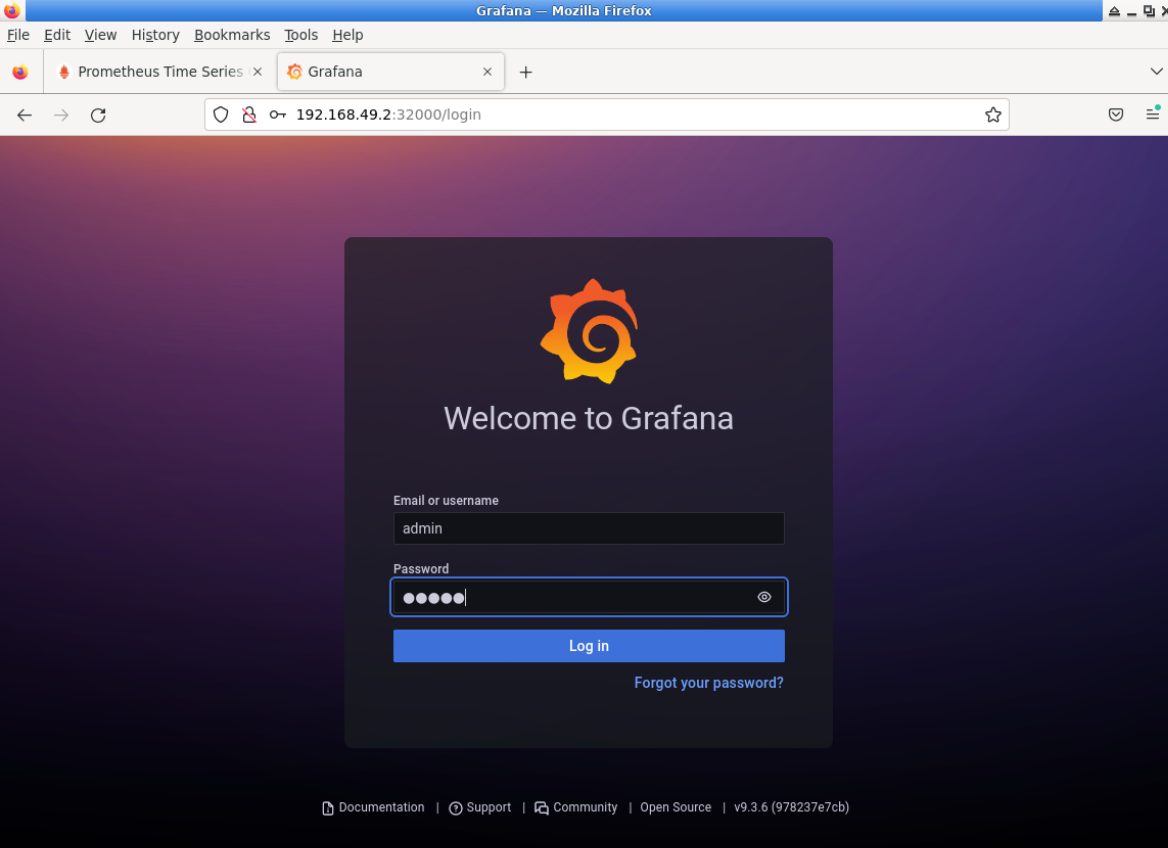 Grafana — Mozilla Firefox
File Edit View History Bookmarks Tools Help
Prometheus Time Series Grafana
192.168.49.2:32000/login
Welcome to Grafana
Email or username
admin
Password
●●●●●
Log in
Forgot your password?
Documentation | Support | Community | Open Source | v9.3.6 (978237e7cb)